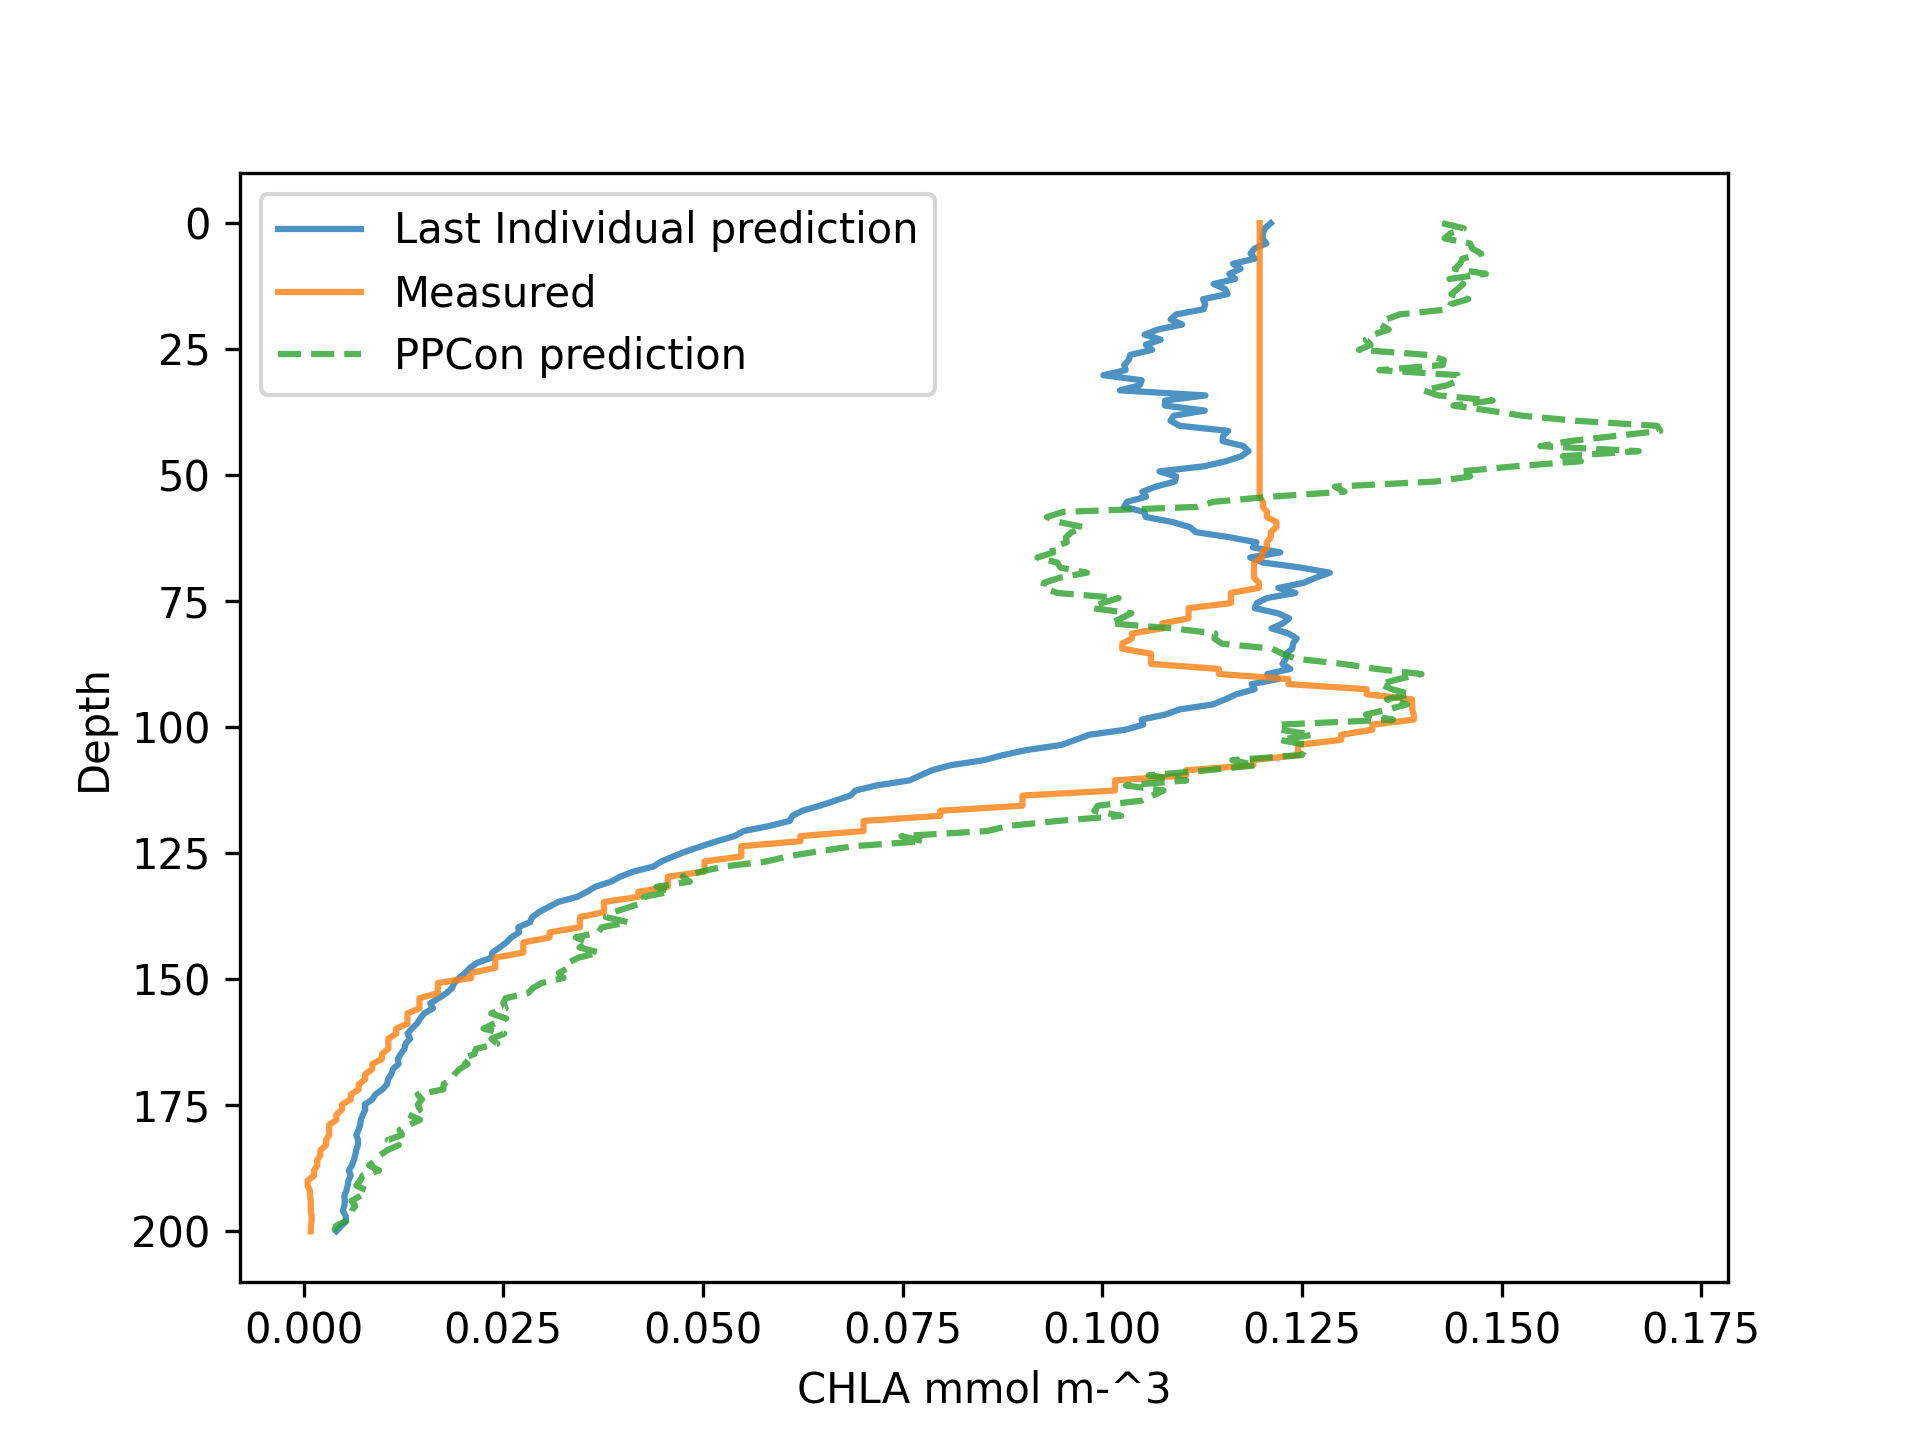 Last Individual prediction
Measured
PPCon prediction
0
25
50
75
100
125
150
175
200
Depth
0.000 0.025 0.050 0.075 0.100 0.125 0.150 0.175
CHLA mmol m-^3